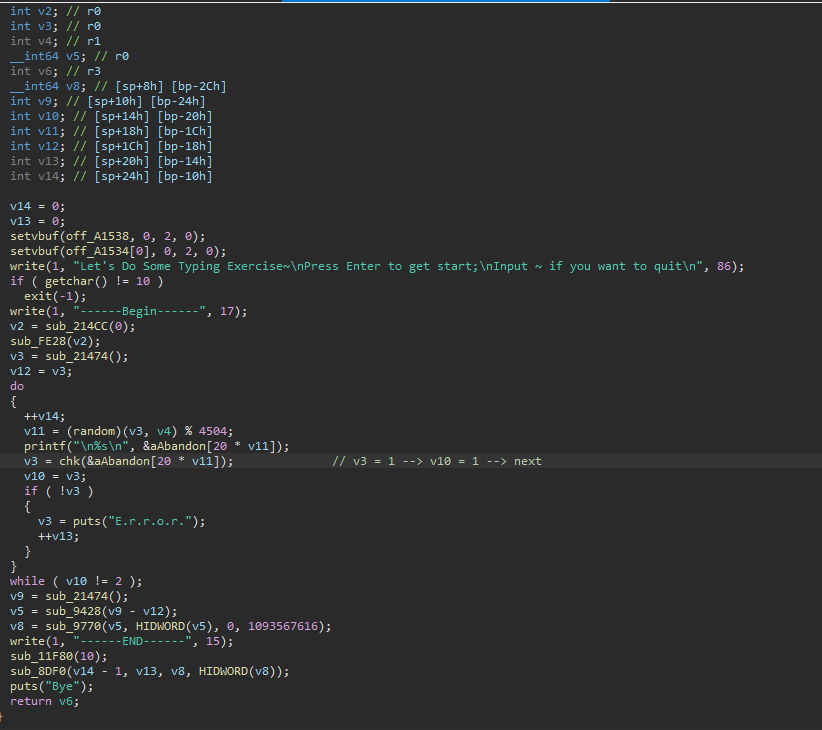 int v2; // r0
int v3; // r0
int v4; // r1
__int64 v5; // r0
int v6; // r3
__int64 v8; // [sp+8h] [bp-2Ch]
int v9; // [sp+10h] [bp-24h]
int v10; // [sp+14h] [bp-20h]
int v11; // [sp+18h] [bp-1Ch]
int v12; // [sp+1Ch] [bp-18h]
int v13; // [sp+20h] [bp-14h]
int v14; // [sp+24h] [bp-10h]
v14 = 0;
v13 = 0;
setvbuf(off_A1538, 0, 2, 0);
setvbuf(off_A1534[0], 0, 2, 0);
write(1, "Let's Do Some Typing Exercise~\nPress Enter to get start;\nInput ~ if you want to quit\n", 86);
if ( getchar() != 10 )
exit(-1);
write(1, "------Begin------", 17);
v2 = sub_214CC(0);
sub_FE28(v2);
v3 = sub_21474();
v12 = v3;
do
{
++v14;
v11 = (random)(v3, v4) % 4504;
printf("\n%s\n", &aAbandon[20 * v11]);
v3 = chk(&aAbandon[20 * v11]); // v3 = 1 --> v10 = 1 --> next
v10 = v3;
if ( !v3 )
{
v3 = puts("E.r.r.o.r.");
++v13;
}
}
while ( v10 != 2 );
v9 = sub_21474();
v5 = sub_9428(v9 - v12);
v8 = sub_9770(v5, HIDWORD(v5), 0, 1093567616);
write(1, "------END------", 15);
sub_11F80(10);
sub_8DF0(v14 - 1, v13, v8, HIDWORD(v8));
puts("Bye");
return v6;
}